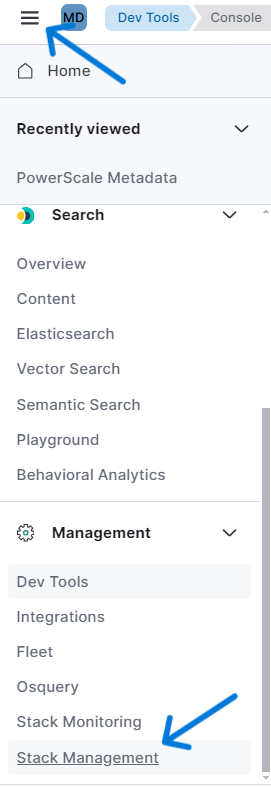 MD Dev Tools Console
Home
Recently viewed
PowerScale Metadata
Search
Overview
Content
Elasticsearch
Vector Search
Semantic Search
Playground
Behavioral Analytics
Management
Dev Tools
Integrations
Fleet
Osquery
Stack Monitoring
Stack Management